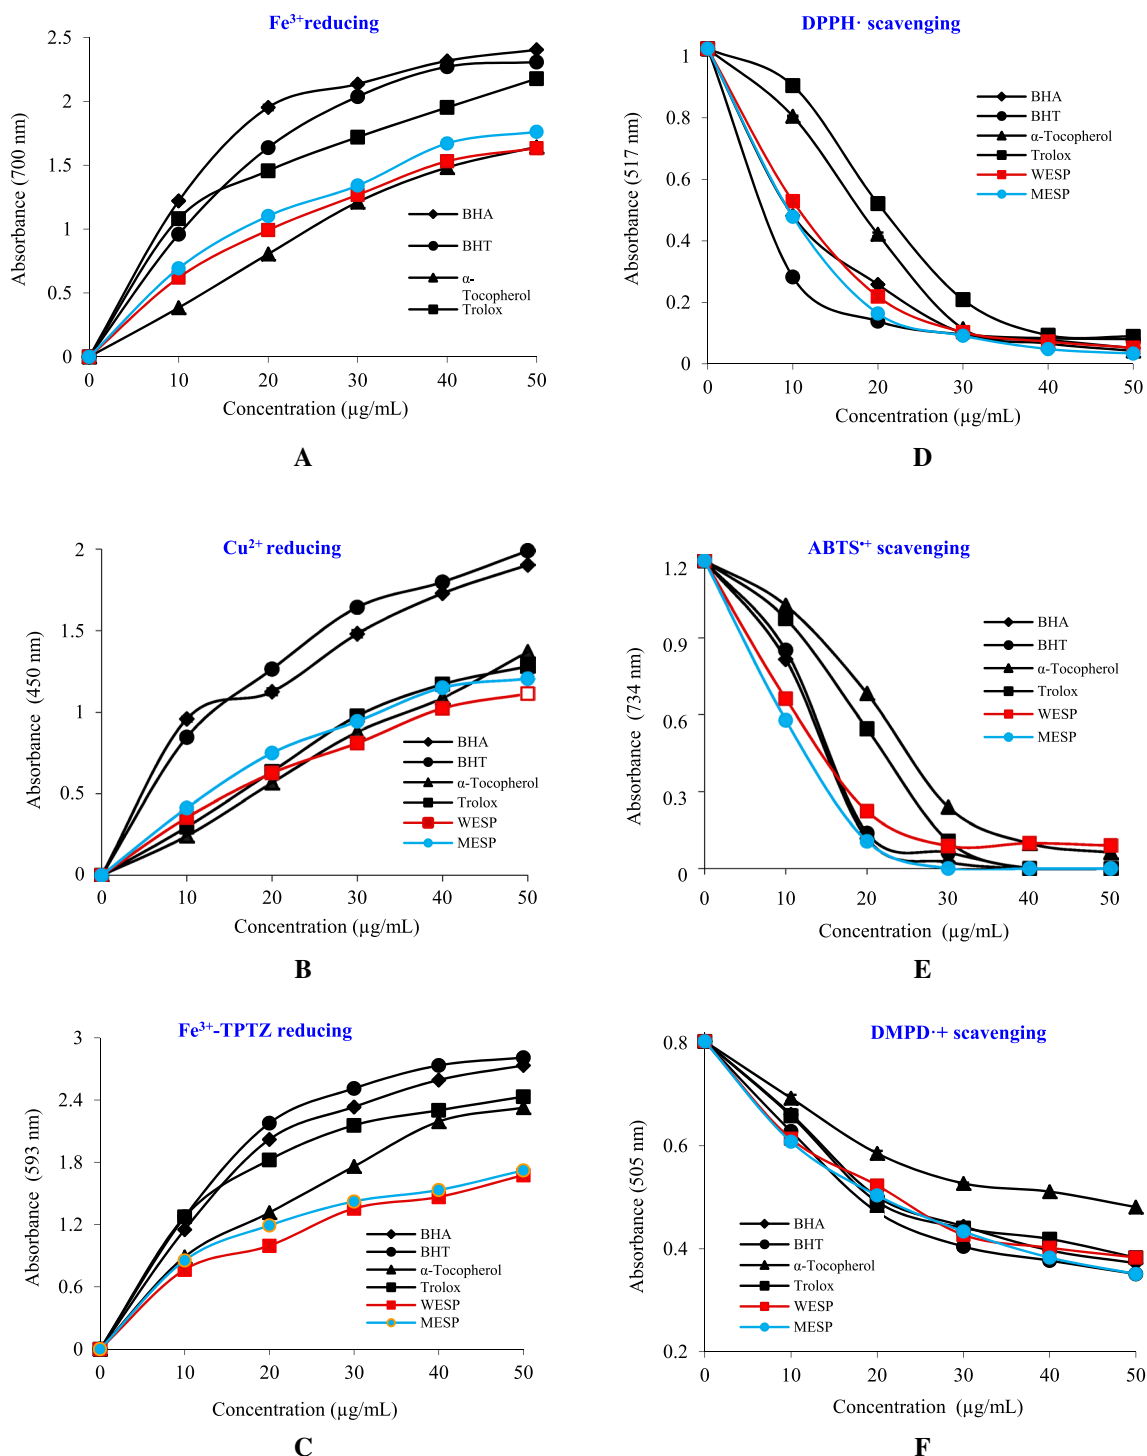 Fe³⁺reducing
Absorbance (700 nm)
2.5
2
1.5
1
0.5
0
0 10 20 30 40 50
Concentration (µg/mL)
BHA
BHT
α-
Tocopherol
Trolox
A
DPPH· scavenging
Absorbance (517 nm)
1
0.8
0.6
0.4
0.2
0
0 10 20 30 40 50
Concentration (µg/mL)
BHA
BHT
α-Tocopherol
Trolox
WESP
MESP
D
Cu²⁺ reducing
Absorbance (450 nm)
2
1.5
1
0.5
0
0 10 20 30 40 50
Concentration (µg/mL)
BHA
BHT
α-Tocopherol
Trolox
WESP
MESP
B
ABTS•⁺ scavenging
Absorbance (734 nm)
1.2
0.9
0.6
0.3
0
0 10 20 30 40 50
Concentration (µg/mL)
BHA
BHT
α-Tocopherol
Trolox
WESP
MESP
E
Fe³⁺-TPTZ reducing
Absorbance (593 nm)
3
2.4
1.8
1.2
0.6
0
0 10 20 30 40 50
Concentration (µg/mL)
BHA
BHT
α-Tocopherol
Trolox
WESP
MESP
C
DMPD·+ scavenging
Absorbance (505 nm)
0.8
0.6
0.4
0.2
0 10 20 30 40 50
Concentration (µg/mL)
BHA
BHT
α-Tocopherol
Trolox
WESP
MESP
F